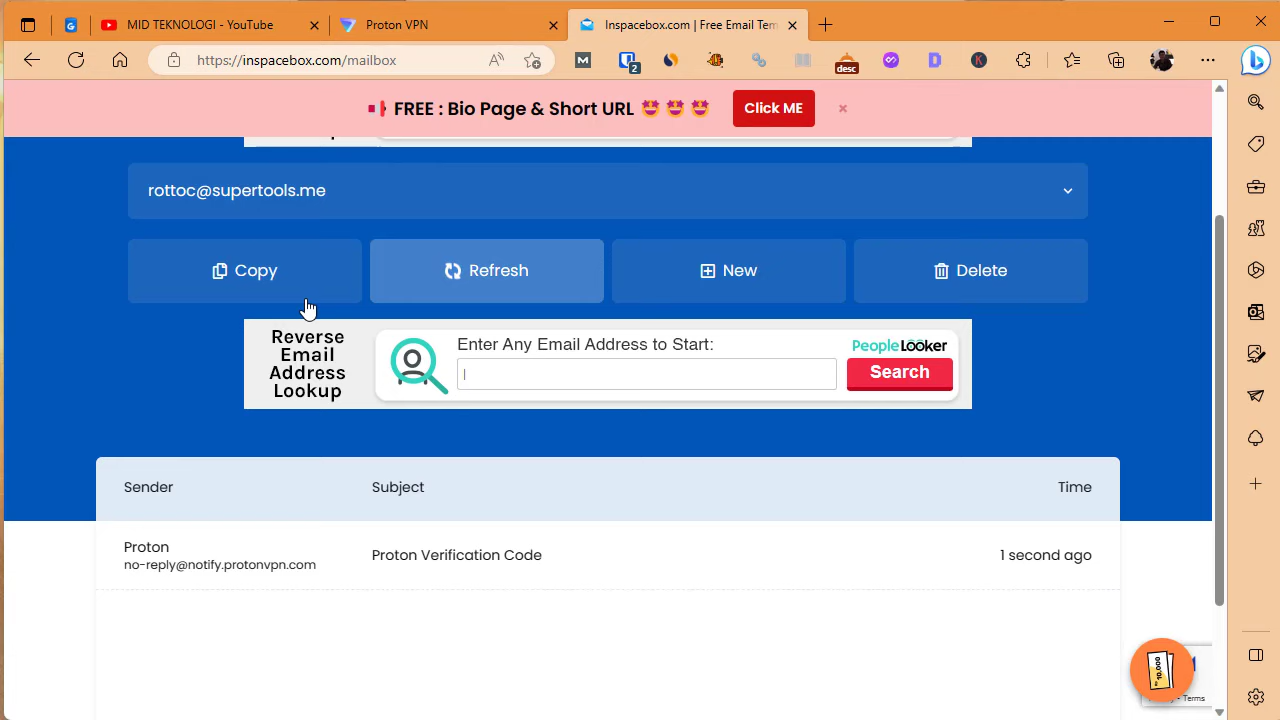 MID TEKNOLOGI - YouTube
Proton VPN
Inspacebox.com | Free Email Tem
https://inspacebox.com/mailbox
A
M
2
desc
D
K
b
FREE : Bio Page & Short URL
Click ME
×
rottoc@supertools.me
Copy
Refresh
New
Delete
Reverse
Email
Address
Lookup
Enter Any Email Address to Start:
PeopleLooker
Search
Sender
Subject
Time
Proton
no-reply@notify.protonvpn.com
Proton Verification Code
1 second ago
- Terms